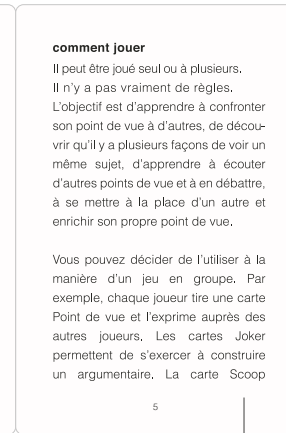 comment jouer
Il peut être joué seul ou à plusieurs.
Il n'y a pas vraiment de règles.
L'objectif est d'apprendre à confronter
son point de vue à d'autres, de décou-
vrir qu'il y a plusieurs façons de voir un
même sujet, d'apprendre à écouter
d'autres points de vue et à en débattre,
à se mettre à la place d'un autre et
enrichir son propre point de vue.
Vous pouvez décider de l'utiliser à la
manière d'un jeu en groupe. Par
exemple, chaque joueur tire une carte
Point de vue et l'exprime auprès des
autres joueurs. Les cartes Joker
permettent de s'exercer à construire
un argumentaire. La carte Scoop
5